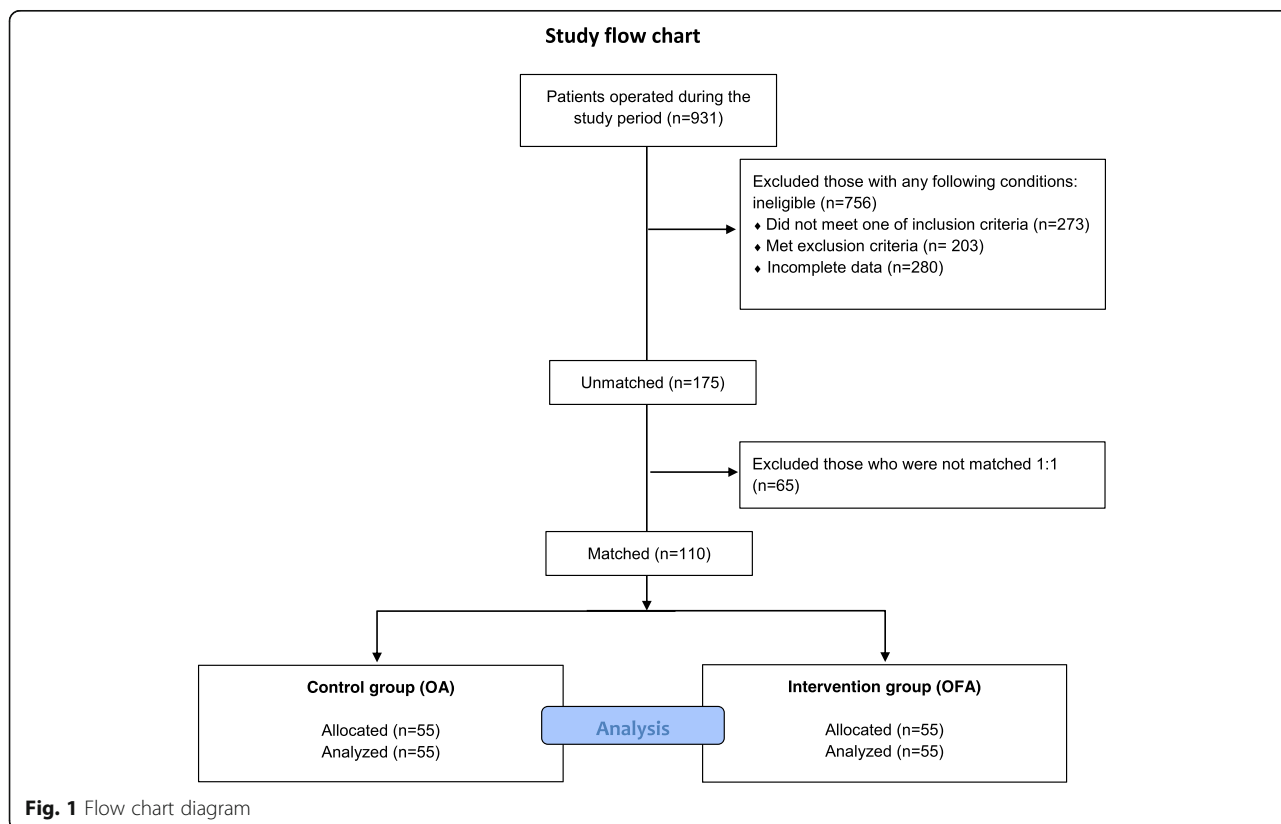 Study flow chart
Patients operated during the
study period (n=931)
Excluded those with any following conditions:
ineligible (n=756)
♦ Did not meet one of inclusion criteria (n=273)
♦ Met exclusion criteria (n= 203)
♦ Incomplete data (n=280)
Unmatched (n=175)
Excluded those who were not matched 1:1
(n=65)
Matched (n=110)
Control group (OA)
Allocated (n=55)
Analyzed (n=55)
Analysis
Intervention group (OFA)
Allocated (n=55)
Analyzed (n=55)
Fig. 1 Flow chart diagram